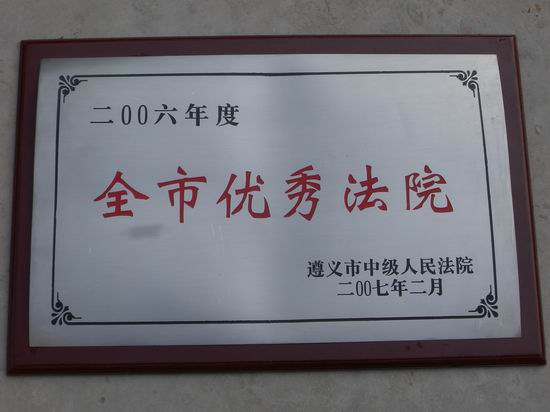 二00六年度
全市优秀法院
遵义市中级人民法院
二00七年二月